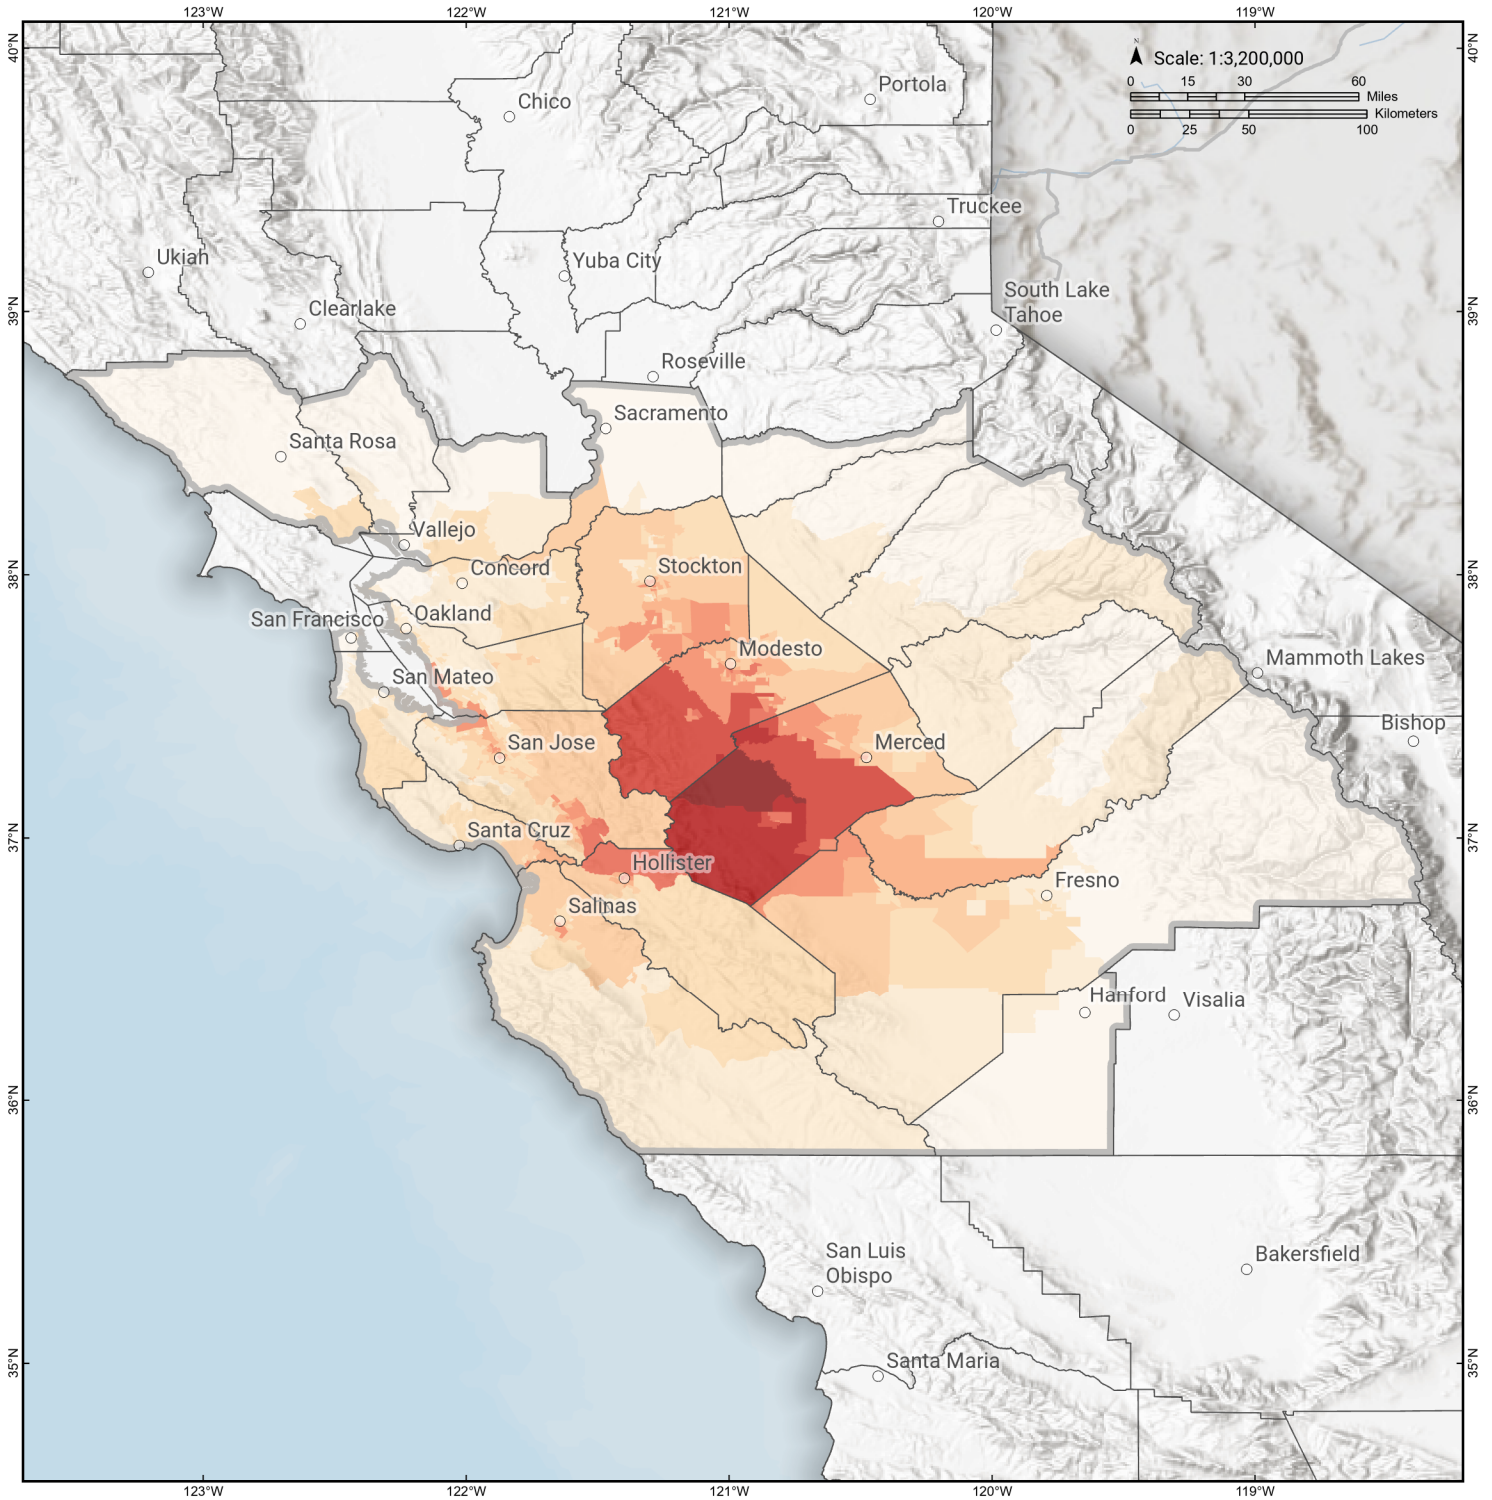 123°W
122°W
121°W
120°W
119°W
40°N
40°N
N
Scale: 1:3,200,000
0
15
30
60
Miles
Kilometers
0
25
50
100
Portola
Chico
Truckee
Ukiah
Yuba City
South Lake
Tahoe
39°N
39°N
Clearlake
Roseville
Sacramento
Santa Rosa
Vallejo
Concord
Stockton
38°N
38°N
Oakland
San Francisco
Modesto
Mammoth Lakes
San Mateo
Bishop
San Jose
Merced
Santa Cruz
37°N
37°N
Hollister
Fresno
Salinas
Hanford
Visalia
36°N
36°N
San Luis
Obispo
Bakersfield
Santa Maria
35°N
35°N
123°W
122°W
121°W
120°W
119°W